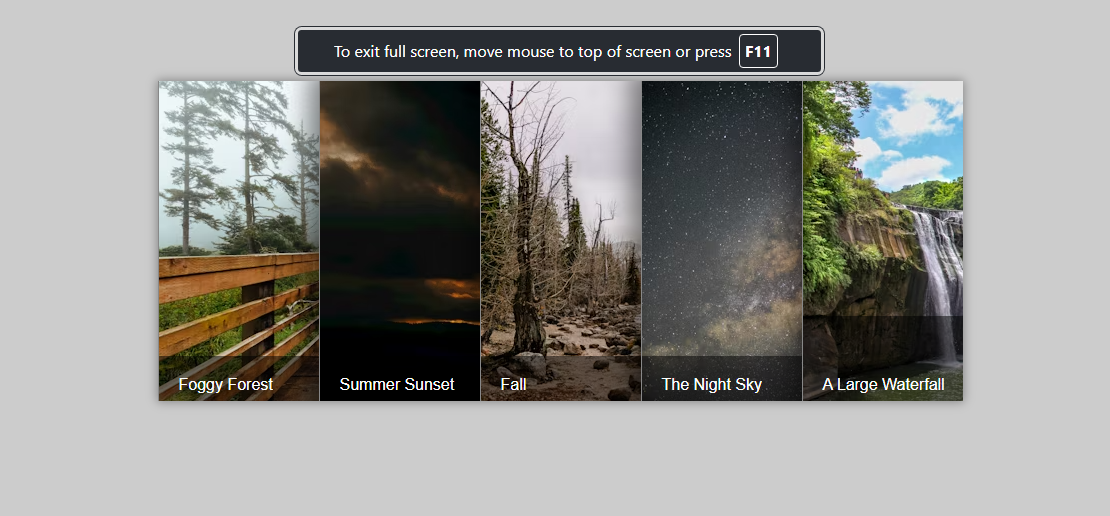 To exit full screen, move mouse to top of screen or press F11
Foggy Forest
Summer Sunset
Fall
The Night Sky
A Large Waterfall